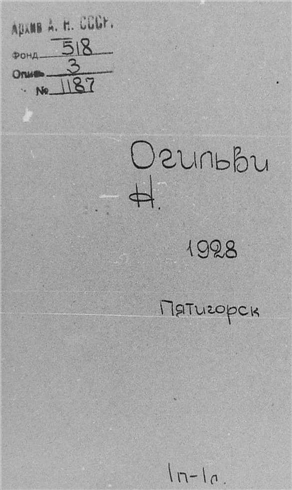 Архив А. Н. СССР.
Фонд 518
Опись 3
№ 1187
Огильви
Н.
1928
Пятигорск
1п-1л.